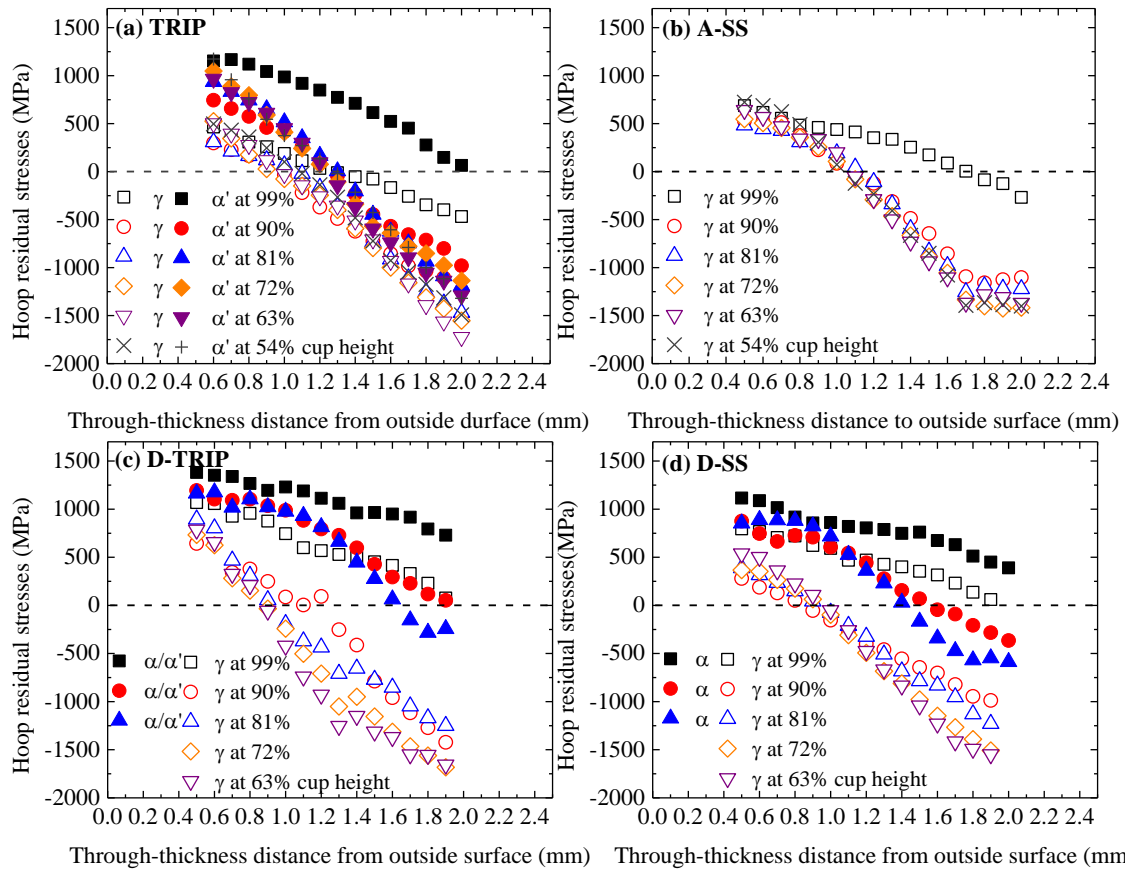 (a) TRIP
1500
1000
500
0
-500
-1000
-1500
-2000
Hoop residual stresses (MPa)
γ α' at 99%
γ α' at 90%
γ α' at 81%
γ α' at 72%
γ α' at 63%
γ α' at 54% cup height
0.0 0.2 0.4 0.6 0.8 1.0 1.2 1.4 1.6 1.8 2.0 2.2 2.4
Through-thickness distance from outside durface (mm)
(b) A-SS
1500
1000
500
0
-500
-1000
-1500
-2000
Hoop residual stresses (MPa)
γ at 99%
γ at 90%
γ at 81%
γ at 72%
γ at 63%
γ at 54% cup height
0.0 0.2 0.4 0.6 0.8 1.0 1.2 1.4 1.6 1.8 2.0 2.2 2.4
Through-thickness distance to outside surface (mm)
(c) D-TRIP
1500
1000
500
0
-500
-1000
-1500
-2000
Hoop residual stresses (MPa)
α/α' γ at 99%
α/α' γ at 90%
α/α' γ at 81%
γ at 72%
γ at 63% cup height
0.0 0.2 0.4 0.6 0.8 1.0 1.2 1.4 1.6 1.8 2.0 2.2 2.4
Through-thickness distance from outside surface (mm)
(d) D-SS
1500
1000
500
0
-500
-1000
-1500
-2000
Hoop residual stresses(MPa)
α γ at 99%
α γ at 90%
α γ at 81%
γ at 72%
γ at 63% cup height
0.0 0.2 0.4 0.6 0.8 1.0 1.2 1.4 1.6 1.8 2.0 2.2 2.4
Through-thickness distance from outside surface (mm